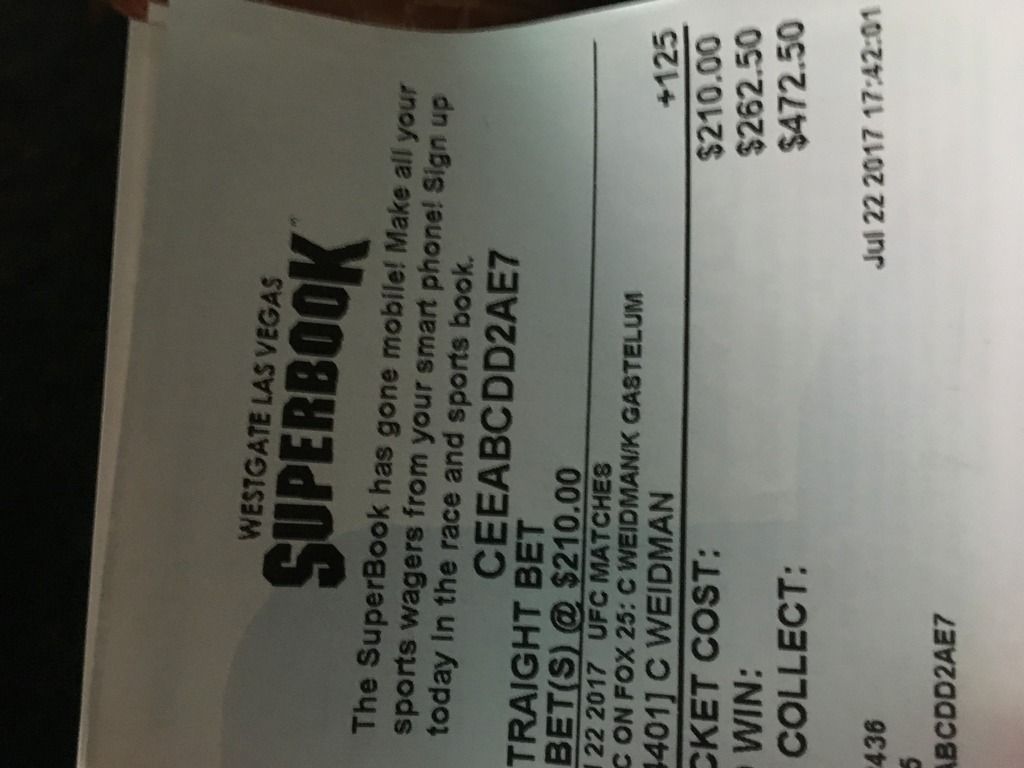 WESTGATE LAS VEGAS
SUPERBOOK™
The SuperBook has gone mobile! Make all your
sports wagers from your smart phone! Sign up
today in the race and sports book.
CEEABCDD2AE7
TRAIGHT BET
BET(S) @ $210.00
22 2017 UFC MATCHES
C ON FOX 25: C WEIDMAN/K GASTELUM
4401] C WEIDMAN +125
CKET COST: $210.00
WIN: $262.50
COLLECT: $472.50
Jul 22 2017 17:42:01
436
5
ABCDD2AE7